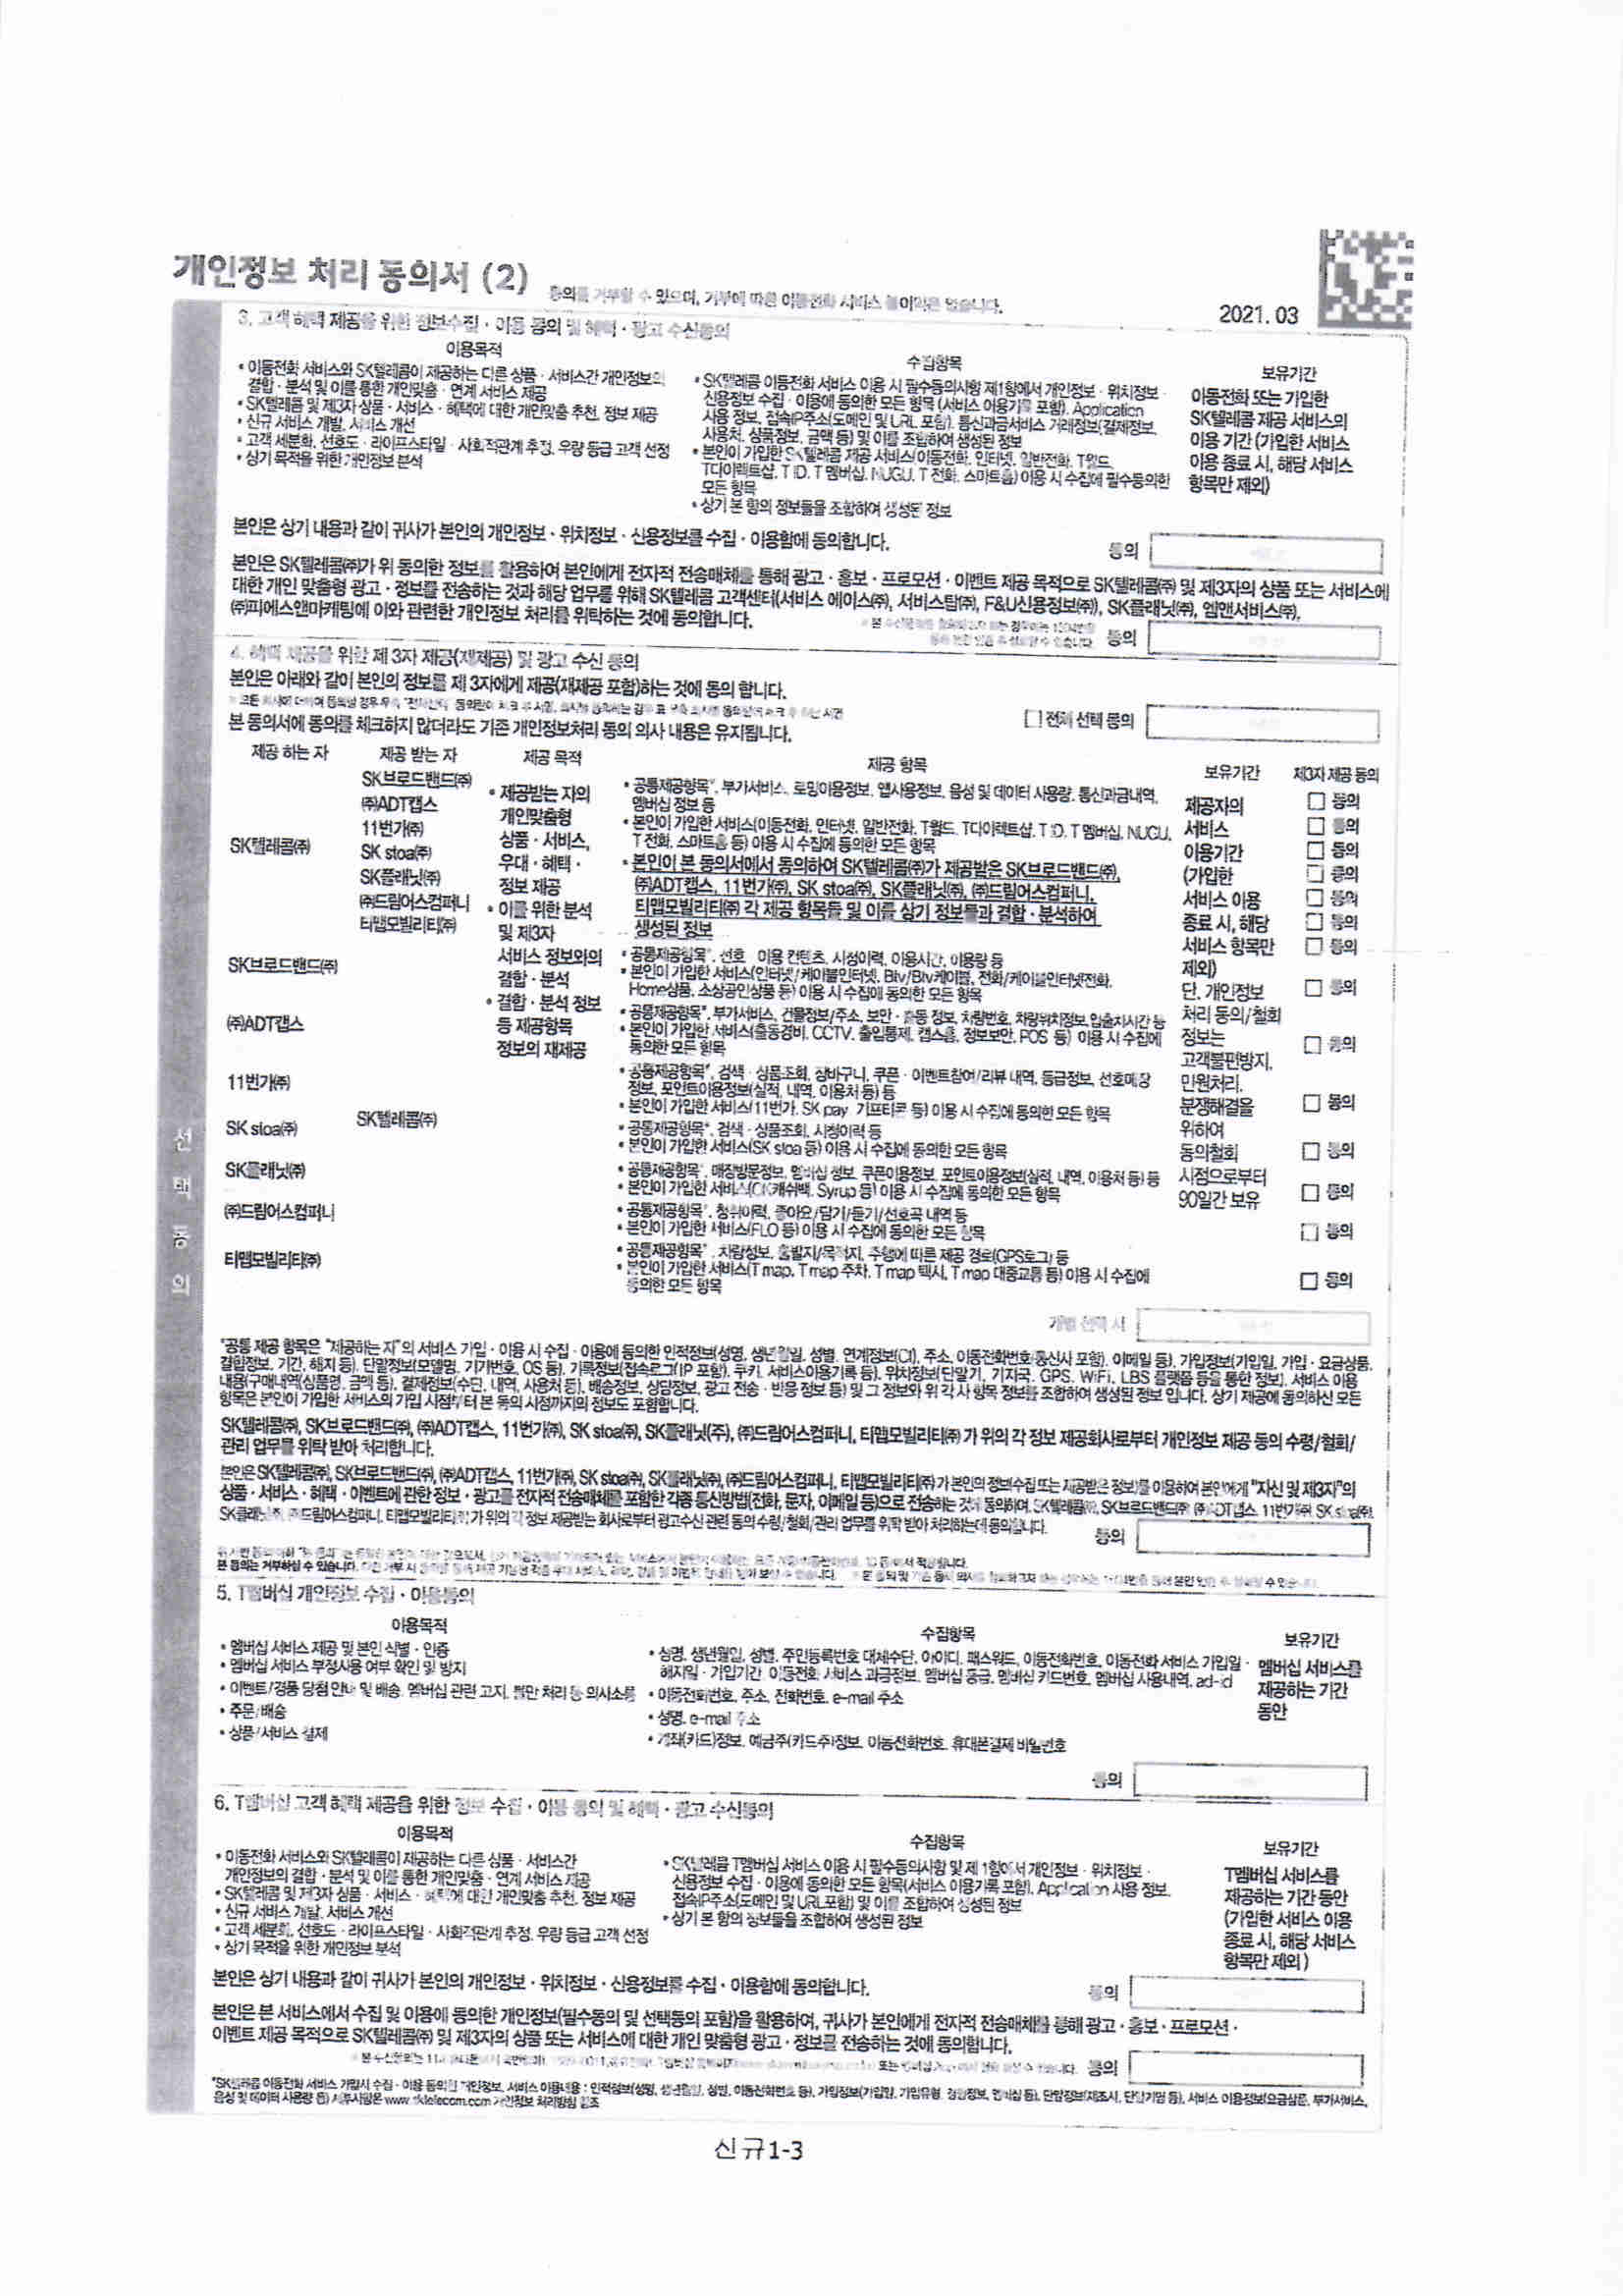 개인정보 처리 동의서 (2)
동의를 거부할 수 있으며, 거부에 따른 이동전화 서비스 불이익은 없습니다.
2021. 03
3. 고객 혜택 제공을 위한 정보수집 · 이용 동의 및 혜택 · 광고 수신동의
이용목적
• 이동전화 서비스와 SK텔레콤이 제공하는 다른 상품 · 서비스간 개인정보의
결합 · 분석 및 이를 통한 개인맞춤 · 연계 서비스 제공
• SK텔레콤 및 제3자 상품 · 서비스 · 혜택에 대한 개인맞춤 추천, 정보 제공
• 신규 서비스 개발, 서비스 개선
• 고객 세분화, 선호도 · 라이프스타일 · 사회적관계 추정, 우량 등급 고객 선정
• 상기 목적을 위한 개인정보 분석
수집항목
• SK텔레콤 이동전화 서비스 이용 시 필수동의사항 제1항에서 개인정보 · 위치정보 ·
신용정보 수집 · 이용에 동의한 모든 항목 (서비스 이용기록 포함), Application
사용 정보, 접속IP주소(도메인 및 URL 포함), 통신과금서비스 거래정보(결제정보,
사용처, 상품정보, 금액 등) 및 이를 조합하여 생성된 정보
• 본인이 가입한 SK텔레콤 제공 서비스(이동전화, 인터넷, 일반전화, T월드,
T다이렉트샵, T ID, T 멤버십, NUGU, T 전화, 스마트홈) 이용 시 수집에 필수동의한
모든 항목
• 상기 본 항의 정보들을 조합하여 생성된 정보
보유기간
이동전화 또는 가입한
SK텔레콤 제공 서비스의
이용 기간 (가입한 서비스
이용 종료 시, 해당 서비스
항목만 제외)
본인은 상기 내용과 같이 귀사가 본인의 개인정보 · 위치정보 · 신용정보를 수집 · 이용함에 동의합니다.
동의
본인은 SK텔레콤㈜가 위 동의한 정보를 활용하여 본인에게 전자적 전송매체를 통해 광고 · 홍보 · 프로모션 · 이벤트 제공 목적으로 SK텔레콤㈜ 및 제3자의 상품 또는 서비스에
대한 개인 맞춤형 광고 · 정보를 전송하는 것과 해당 업무를 위해 SK텔레콤 고객센터(서비스 에이스㈜, 서비스탑㈜, F&U신용정보㈜), SK플래닛㈜, 엠앤서비스㈜,
㈜피에스앤마케팅에 이와 관련한 개인정보 처리를 위탁하는 것에 동의합니다.
동의
4. 혜택 제공을 위한 제 3자 제공(재제공) 및 광고 수신 동의
본인은 아래와 같이 본인의 정보를 제 3자에게 제공(재제공 포함)하는 것에 동의 합니다.
본 동의서에 동의를 체크하지 않더라도 기존 개인정보처리 동의 의사 내용은 유지됩니다.
□ 전체 선택 동의
제공 하는 자 제공 받는 자 제공 목적 제공 항목 보유기간 제3자 제공 동의
SK텔레콤㈜
SK브로드밴드㈜
㈜ADT캡스
11번가㈜
SK stoa㈜
SK플래닛㈜
㈜드림어스컴퍼니
티맵모빌리티㈜
• 제공받는 자의
개인맞춤형
상품 · 서비스,
우대 · 혜택 ·
정보 제공
• 이를 위한 분석
및 제3자
서비스 정보와의
결합 · 분석
• 결합 · 분석 정보
등 제공항목
정보의 재제공
• 공통제공항목*, 부가서비스, 로밍이용정보, 앱사용정보, 음성 및 데이터 사용량, 통신과금내역,
멤버십 정보 등
• 본인이 가입한 서비스(이동전화, 인터넷, 일반전화, T월드, T다이렉트샵, T ID, T 멤버십, NUGU,
T 전화, 스마트홈 등) 이용 시 수집에 동의한 모든 항목
• 본인이 본 동의서에서 동의하여 SK텔레콤㈜가 제공받은 SK브로드밴드㈜,
㈜ADT캡스, 11번가㈜, SK stoa㈜, SK플래닛㈜, ㈜드림어스컴퍼니,
티맵모빌리티㈜ 각 제공 항목들 및 이를 상기 정보들과 결합 · 분석하여
생성된 정보
제공자의
서비스
이용기간
(가입한
서비스 이용
종료 시, 해당
서비스 항목만
제외)
단, 개인정보
처리 동의/철회
정보는
고객불편방지,
민원처리,
분쟁해결을
위하여
동의철회
시점으로부터
90일간 보유
□ 동의
□ 동의
□ 동의
□ 동의
□ 동의
□ 동의
□ 동의
SK브로드밴드㈜
• 공통제공항목*, 선호 이용 컨텐츠, 시청이력, 이용시간, 이용량 등
• 본인이 가입한 서비스(인터넷/케이블인터넷, Btv/Btv케이블, 전화/케이블인터넷전화,
Home상품, 소상공인상품 등) 이용 시 수집에 동의한 모든 항목
□ 동의
㈜ADT캡스
• 공통제공항목*, 부가서비스, 건물정보/주소, 보안 · 출동 정보, 차량번호, 차량위치정보, 입출차시간 등
• 본인이 가입한 서비스(출동경비, CCTV, 출입통제, 캡스홈, 정보보안, POS 등) 이용 시 수집에
동의한 모든 항목
□ 동의
11번가㈜
• 공통제공항목*, 검색 · 상품조회, 장바구니, 쿠폰 · 이벤트참여/리뷰 내역, 등급정보, 선호매장
정보, 포인트이용정보(실적, 내역, 이용처 등) 등
• 본인이 가입한 서비스(11번가, SK pay 기프티콘 등) 이용 시 수집에 동의한 모든 항목
□ 동의
SK stoa㈜
SK텔레콤㈜
• 공통제공항목*, 검색 · 상품조회, 시청이력 등
• 본인이 가입한 서비스(SK stoa 등) 이용 시 수집에 동의한 모든 항목
□ 동의
SK플래닛㈜
• 공통제공항목*, 매장방문정보, 멤버십 정보, 쿠폰이용정보, 포인트이용정보(실적, 내역, 이용처 등) 등
• 본인이 가입한 서비스(OK캐쉬백, Syrup 등) 이용 시 수집에 동의한 모든 항목
□ 동의
㈜드림어스컴퍼니
• 공통제공항목*, 청취이력, 좋아요/담기/듣기/선호곡 내역 등
• 본인이 가입한 서비스(FLO 등) 이용 시 수집에 동의한 모든 항목
□ 동의
티맵모빌리티㈜
• 공통제공항목*, 차량정보, 출발지/목적지, 주행에 따른 제공 경로(GPS로그) 등
• 본인이 가입한 서비스(T map, T map 주차, T map 택시, T map 대중교통 등) 이용 시 수집에
동의한 모든 항목
□ 동의
선택동의
개별 선택 시
*공통 제공 항목은 "제공하는 자"의 서비스 가입 · 이용 시 수집 · 이용에 동의한 인적정보(성명, 생년월일, 성별, 연계정보(CI), 주소, 이동전화번호(통신사 포함), 이메일 등), 가입정보(가입일, 가입 · 요금상품,
결합정보, 기간, 해지 등), 단말정보(모델명, 기기번호, OS 등), 기록정보(접속로그(IP 포함), 쿠키, 서비스이용기록 등), 위치정보(단말기, 기지국, GPS, WiFi, LBS 플랫폼 등을 통한 정보), 서비스 이용
내용(구매내역(상품명, 금액 등), 결제정보(수단, 내역, 사용처 등), 배송정보, 상담정보, 광고 전송 · 반응 정보 등) 및 그 정보와 위 각 사 항목 정보를 조합하여 생성된 정보 입니다. 상기 제공에 동의하신 모든
항목은 본인이 가입한 서비스의 가입 시점부터 본 동의 시점까지의 정보도 포함합니다.
SK텔레콤㈜, SK브로드밴드㈜, ㈜ADT캡스, 11번가㈜, SK stoa㈜, SK플래닛(주), ㈜드림어스컴퍼니, 티맵모빌리티㈜ 가 위의 각 정보 제공회사로부터 개인정보 제공 동의 수령/철회/
관리 업무를 위탁 받아 처리합니다.
본인은 SK텔레콤㈜, SK브로드밴드㈜, ㈜ADT캡스, 11번가㈜, SK stoa㈜, SK플래닛㈜, ㈜드림어스컴퍼니, 티맵모빌리티㈜가 본인의 정보(수집 또는 제공받은 정보)를 이용하여 본인에게 "자신 및 제3자"의
상품 · 서비스 · 혜택 · 이벤트에 관한 정보 · 광고를 전자적 전송매체를 포함한 각종 통신방법(전화, 문자, 이메일 등)으로 전송하는 것에 동의하며, SK텔레콤㈜, SK브로드밴드㈜ ㈜ADT캡스, 11번가㈜ SK stoa㈜,
SK플래닛㈜, ㈜드림어스컴퍼니, 티맵모빌리티㈜가 위의 각 정보 제공받는 회사로부터 광고수신 관련 동의 수령/철회/관리 업무를 위탁 받아 처리하는데 동의합니다.
동의
본 동의는 거부하실 수 있습니다.
5. T멤버십 개인정보 수집 · 이용동의
이용목적
• 멤버십 서비스 제공 및 본인 식별 · 인증
• 멤버십 서비스 부정사용 여부 확인 및 방지
• 이벤트/경품 당첨 안내 및 배송, 멤버십 관련 고지, 불만 처리 등 의사소통
• 주문/배송
• 상품/서비스 결제
수집항목
• 성명, 생년월일, 성별, 주민등록번호 대체수단, 아이디, 패스워드, 이동전화번호, 이동전화 서비스 가입일 ·
해지일 · 가입기간, 이동전화 서비스 과금정보, 멤버십 등급, 멤버십 카드번호, 멤버십 사용내역, ad-id
• 이동전화번호, 주소, 전화번호, e-mail 주소
• 성명, e-mail 주소
• 계좌(카드)정보, 예금주(카드주)정보, 이동전화번호, 휴대폰결제 비밀번호
보유기간
멤버십 서비스를
제공하는 기간
동안
동의
6. T멤버십 고객 혜택 제공을 위한 정보 수집 · 이용 동의 및 혜택 · 광고 수신동의
이용목적
• 이동전화 서비스와 SK텔레콤이 제공하는 다른 상품 · 서비스간
개인정보의 결합 · 분석 및 이를 통한 개인맞춤 · 연계 서비스 제공
• SK텔레콤 및 제3자 상품 · 서비스 · 혜택에 대한 개인맞춤 추천, 정보 제공
• 신규 서비스 개발, 서비스 개선
• 고객 세분화, 선호도 · 라이프스타일 · 사회적관계 추정, 우량 등급 고객 선정
• 상기 목적을 위한 개인정보 분석
수집항목
• SK텔레콤 T멤버십 서비스 이용 시 필수동의사항 및 제 1항에서 개인정보 · 위치정보 ·
신용정보 수집 · 이용에 동의한 모든 항목(서비스 이용기록 포함), Application 사용 정보,
접속IP주소(도메인 및 URL포함) 및 이를 조합하여 생성된 정보
• 상기 본 항의 정보들을 조합하여 생성된 정보
보유기간
T멤버십 서비스를
제공하는 기간 동안
(가입한 서비스 이용
종료 시, 해당 서비스
항목만 제외 )
본인은 상기 내용과 같이 귀사가 본인의 개인정보 · 위치정보 · 신용정보를 수집 · 이용함에 동의합니다.
동의
본인은 본 서비스에서 수집 및 이용에 동의한 개인정보(필수동의 및 선택동의 포함)을 활용하여, 귀사가 본인에게 전자적 전송매체를 통해 광고 · 홍보 · 프로모션 ·
이벤트 제공 목적으로 SK텔레콤㈜ 및 제3자의 상품 또는 서비스에 대한 개인 맞춤형 광고 · 정보를 전송하는 것에 동의합니다.
동의
*SK텔레콤 이동전화 서비스 가입시 수집 · 이용 동의한 개인정보, 서비스 이용내용 : 인적정보(성명, 생년월일, 성별, 이동전화번호 등), 가입정보(가입일, 가입유형, 결합정보, 멤버십 등), 단말정보(제조사, 단말기명 등), 서비스 이용정보(요금상품, 부가서비스,
음성 및 데이터 사용량 등) 세부사항은 www.sktelecom.com 개인정보 처리방침 참조
신규1-3